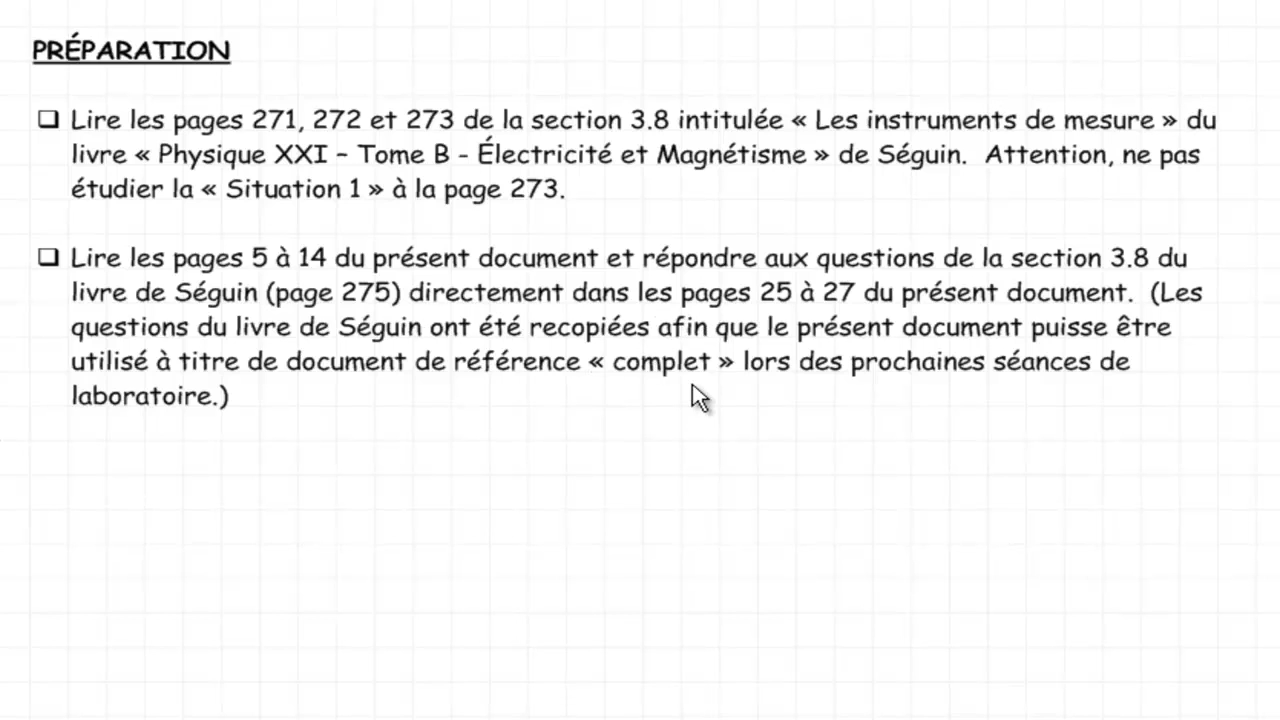 PRÉPARATION
❑ Lire les pages 271, 272 et 273 de la section 3.8 intitulée « Les instruments de mesure » du
livre « Physique XXI – Tome B - Électricité et Magnétisme » de Séguin. Attention, ne pas
étudier la « Situation 1 » à la page 273.
❑ Lire les pages 5 à 14 du présent document et répondre aux questions de la section 3.8 du
livre de Séguin (page 275) directement dans les pages 25 à 27 du présent document. (Les
questions du livre de Séguin ont été recopiées afin que le présent document puisse être
utilisé à titre de document de référence « complet » lors des prochaines séances de
laboratoire.)